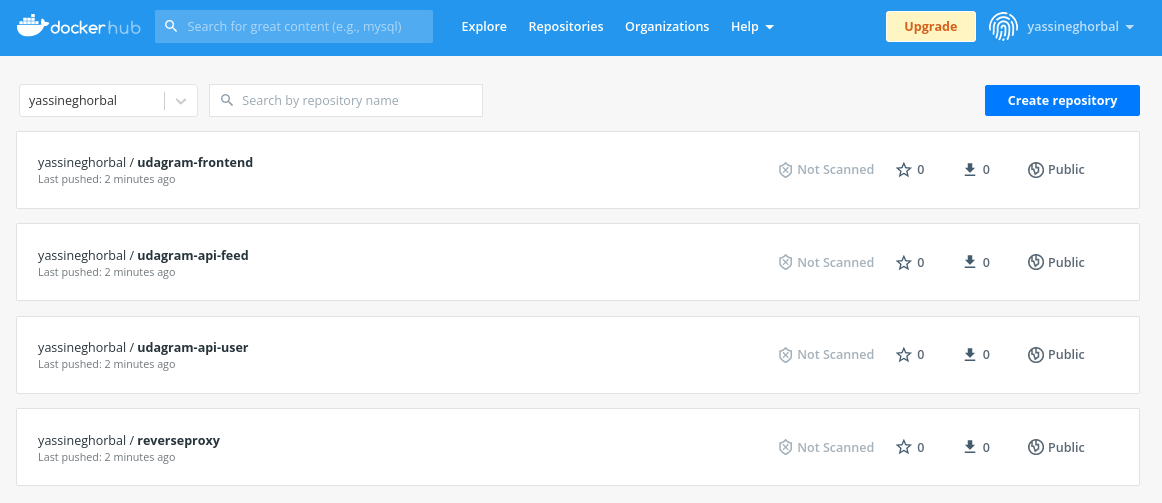 dockerhub Search for great content (e.g., mysql) Explore Repositories Organizations Help Upgrade yassineghorbal
yassineghorbal Search by repository name Create repository
yassineghorbal / udagram-frontend Not Scanned 0 0 Public
Last pushed: 2 minutes ago
yassineghorbal / udagram-api-feed Not Scanned 0 0 Public
Last pushed: 2 minutes ago
yassineghorbal / udagram-api-user Not Scanned 0 0 Public
Last pushed: 2 minutes ago
yassineghorbal / reverseproxy Not Scanned 0 0 Public
Last pushed: 2 minutes ago